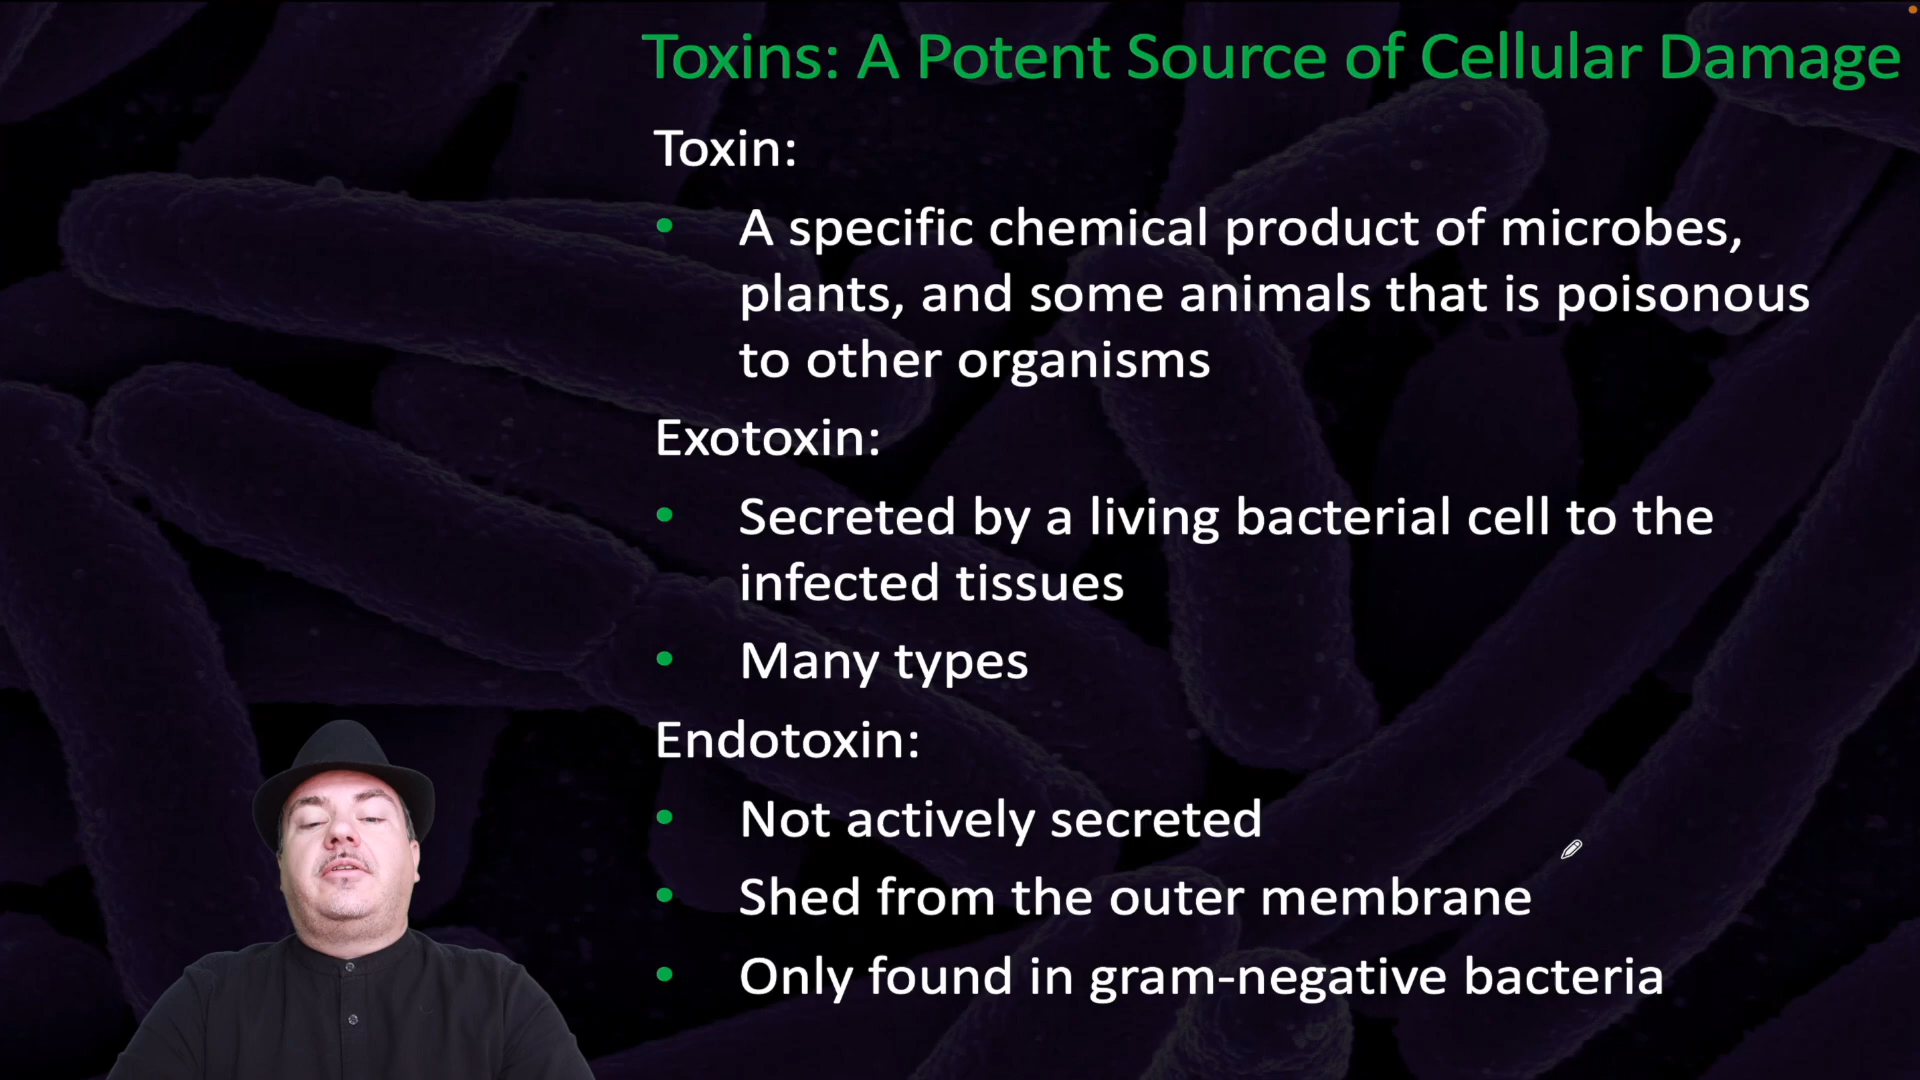 Toxins: A Potent Source of Cellular Damage
Toxin:
• A specific chemical product of microbes,
plants, and some animals that is poisonous
to other organisms
Exotoxin:
• Secreted by a living bacterial cell to the
infected tissues
• Many types
Endotoxin:
• Not actively secreted
• Shed from the outer membrane
• Only found in gram-negative bacteria